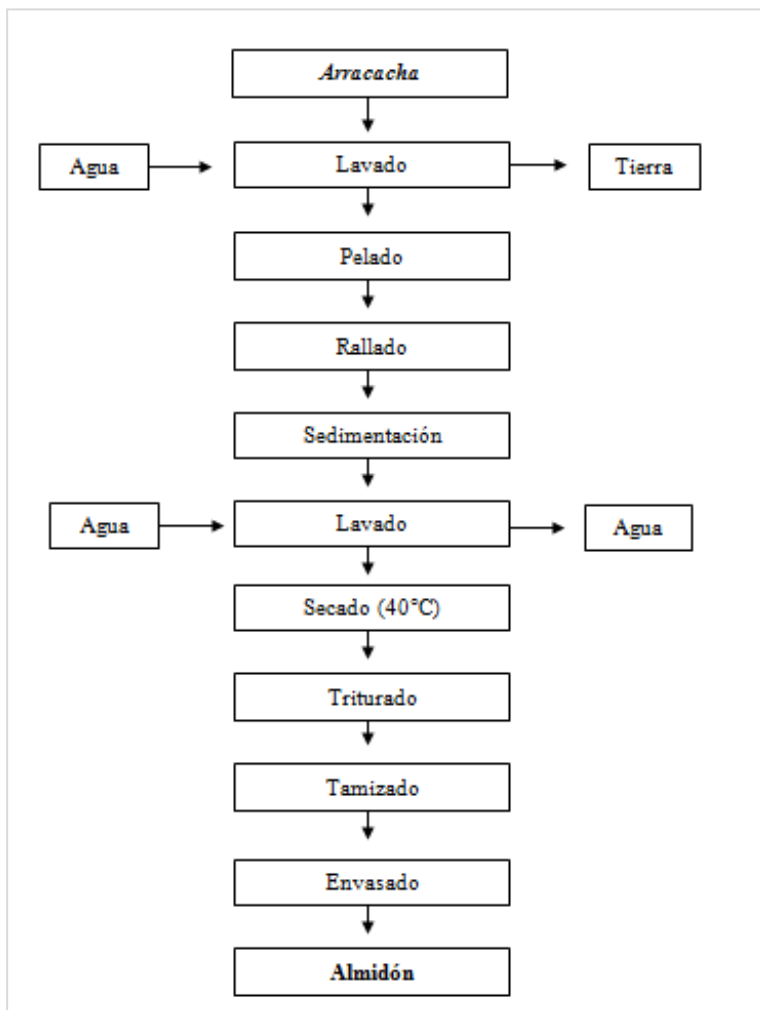 Arracacha
Agua
Lavado
Tierra
Pelado
Rallado
Sedimentación
Agua
Lavado
Agua
Secado (40°C)
Triturado
Tamizado
Envasado
Almidón